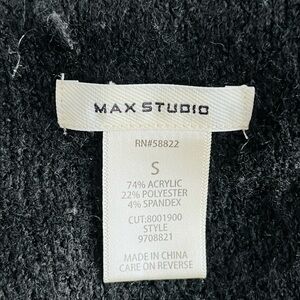 MAX STUDIO
RN#58822
S
74% ACRYLIC
22% POLYESTER
4% SPANDEX
CUT:8001900
STYLE
9708821
MADE IN CHINA
CARE ON REVERSE